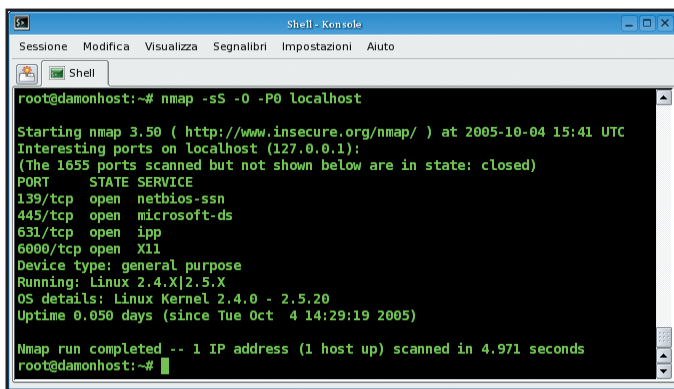 Shell - Konsole
Sessione Modifica Visualizza Segnalibri Impostazioni Aiuto
Shell
root@damonhost:~# nmap -sS -O -P0 localhost
Starting nmap 3.50 ( http://www.insecure.org/nmap/ ) at 2005-10-04 15:41 UTC
Interesting ports on localhost (127.0.0.1):
(The 1655 ports scanned but not shown below are in state: closed)
PORT STATE SERVICE
139/tcp open netbios-ssn
445/tcp open microsoft-ds
631/tcp open ipp
6000/tcp open X11
Device type: general purpose
Running: Linux 2.4.X|2.5.X
OS details: Linux Kernel 2.4.0 - 2.5.20
Uptime 0.050 days (since Tue Oct 4 14:29:19 2005)
Nmap run completed -- 1 IP address (1 host up) scanned in 4.971 seconds
root@damonhost:~#